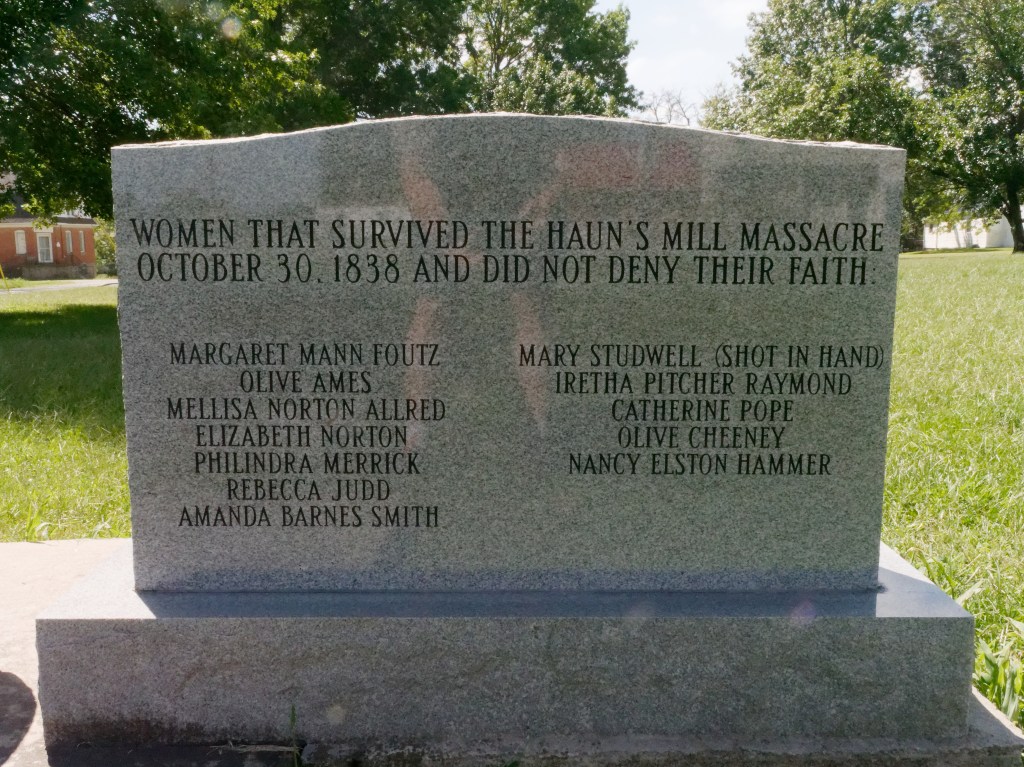 WOMEN THAT SURVIVED THE HAUN'S MILL MASSACRE
OCTOBER 30, 1838 AND DID NOT DENY THEIR FAITH:
MARGARET MANN FOUTZ
OLIVE AMES
MELLISA NORTON ALLRED
ELIZABETH NORTON
PHILINDRA MERRICK
REBECCA JUDD
AMANDA BARNES SMITH
MARY STUDWELL (SHOT IN HAND)
IRETHA PITCHER RAYMOND
CATHERINE POPE
OLIVE CHEENEY
NANCY ELSTON HAMMER